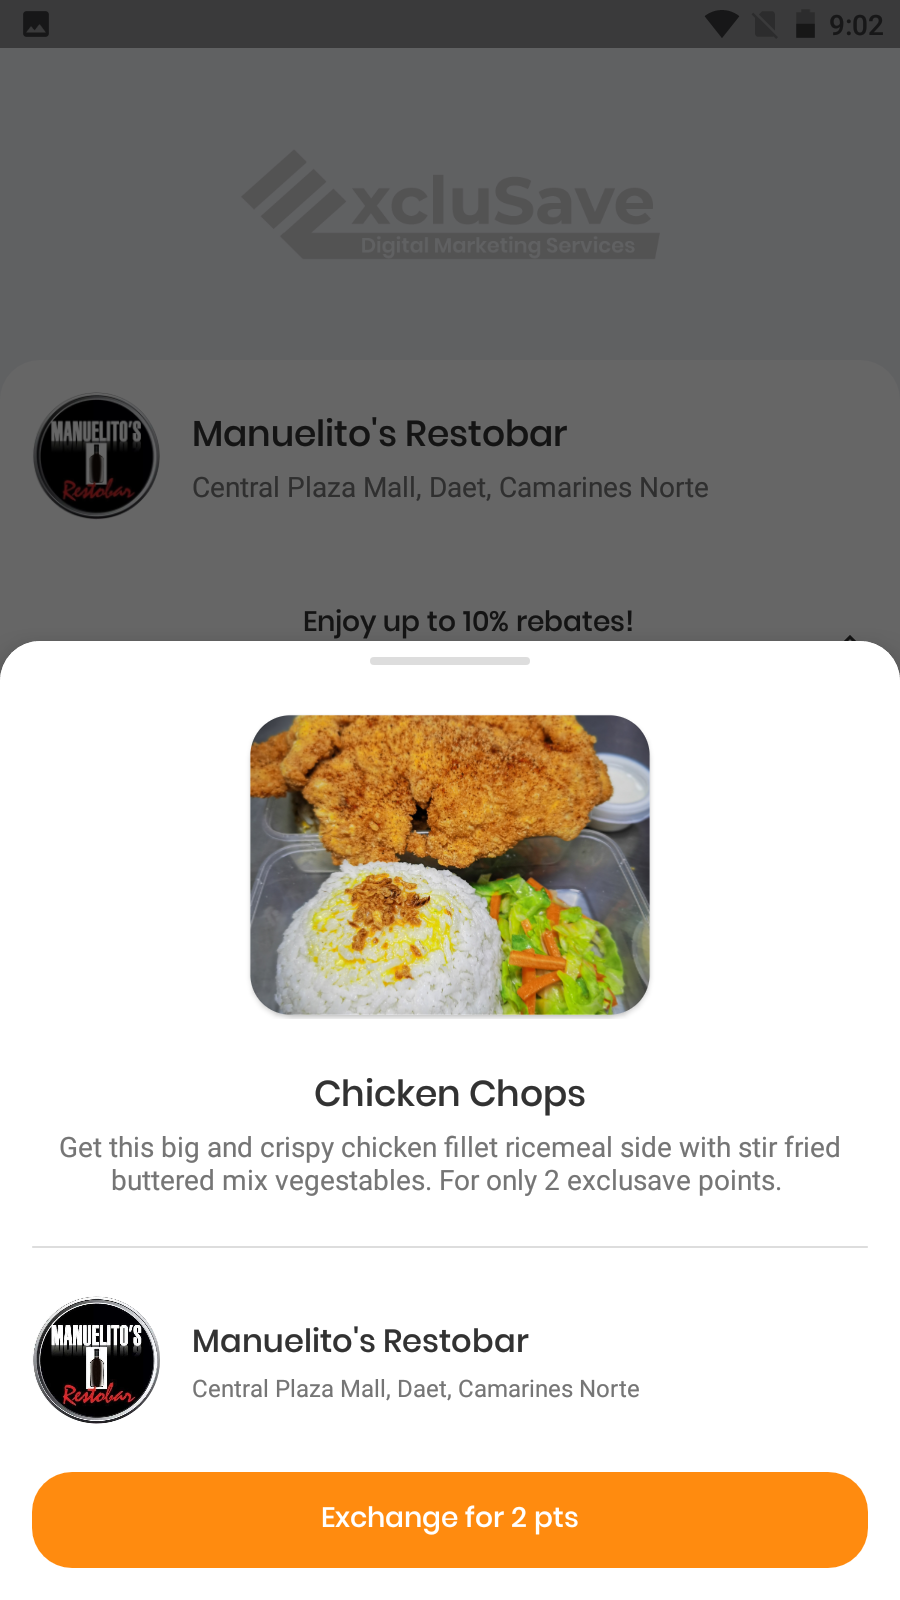 9:02
xcluSave
Digital Marketing Services
MANUELITO'S
Restobar
Manuelito's Restobar
Central Plaza Mall, Daet, Camarines Norte
Enjoy up to 10% rebates!
Chicken Chops
Get this big and crispy chicken fillet ricemeal side with stir fried
buttered mix vegestables. For only 2 exclusave points.
MANUELITO'S
Restobar
Manuelito's Restobar
Central Plaza Mall, Daet, Camarines Norte
Exchange for 2 pts